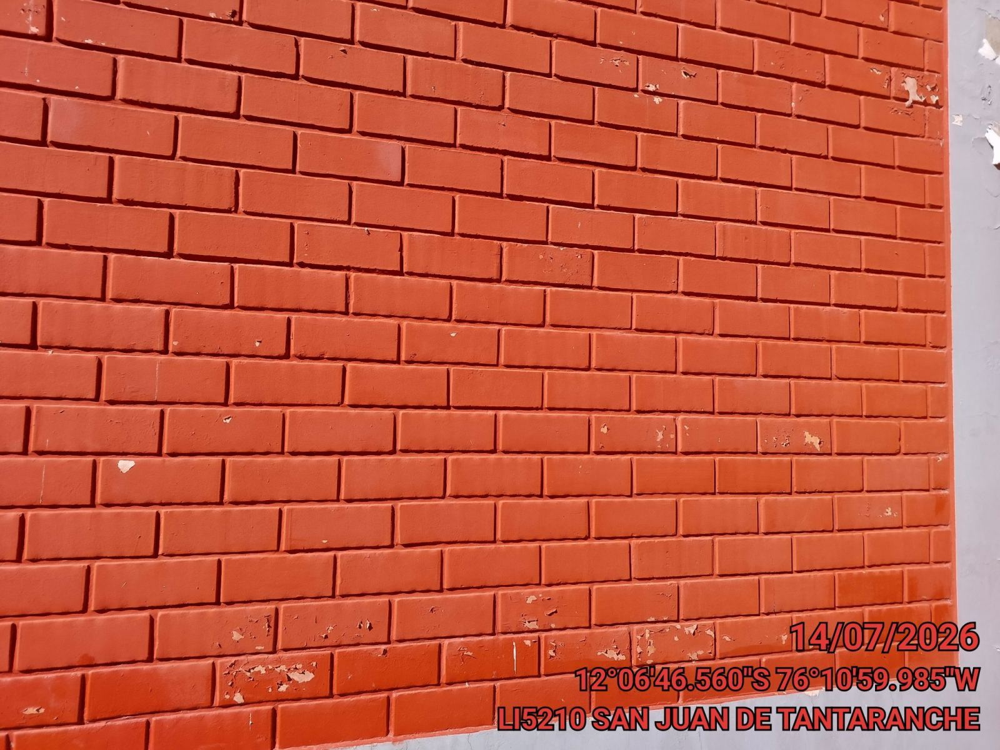 14/07/2026
12°06'46.560"S 76°10'59.985"W
LI5210 SAN JUAN DE TANTARANCHE